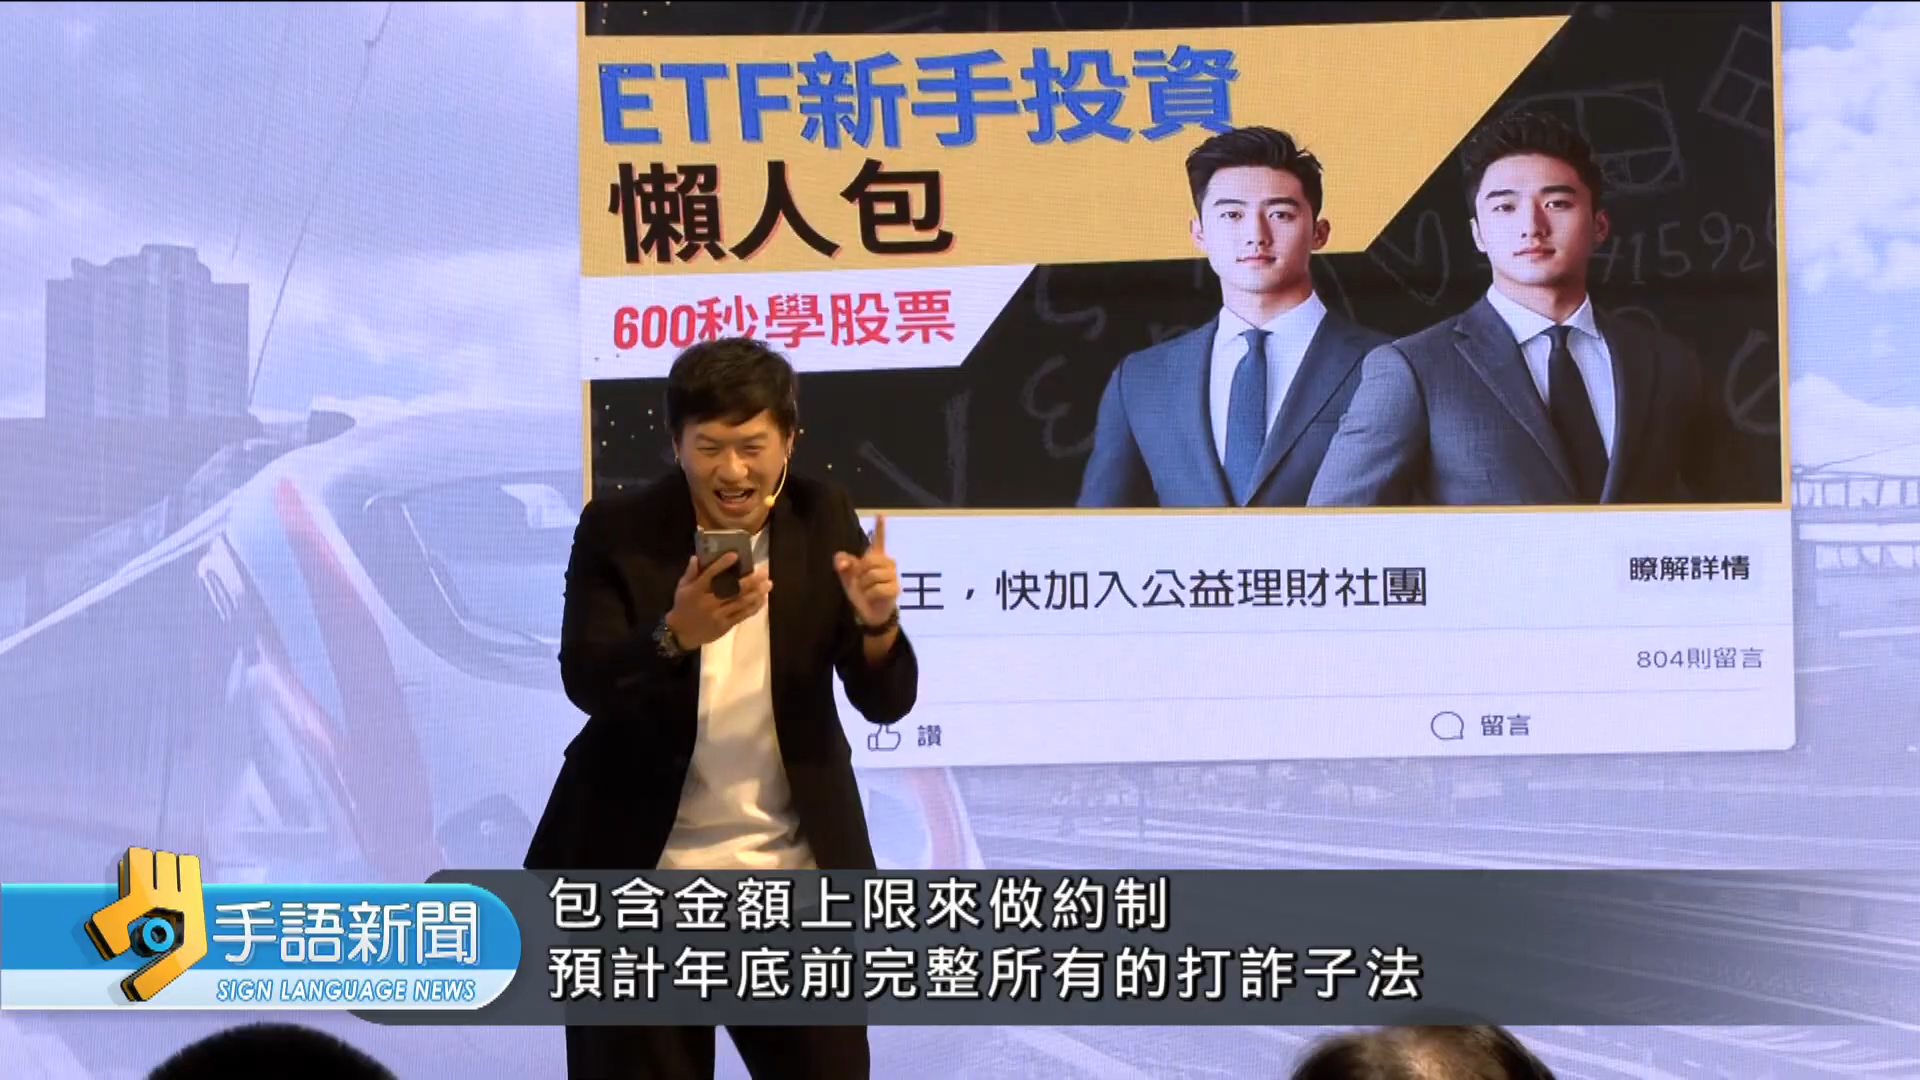 ETF新手投資
懶人包
600秒學股票
41592
王，快加入公益理財社團
瞭解詳情
804則留言
讚
留言
包含金額上限來做約制
預計年底前完整所有的打詐子法
手語新聞
SIGN LANGUAGE NEWS